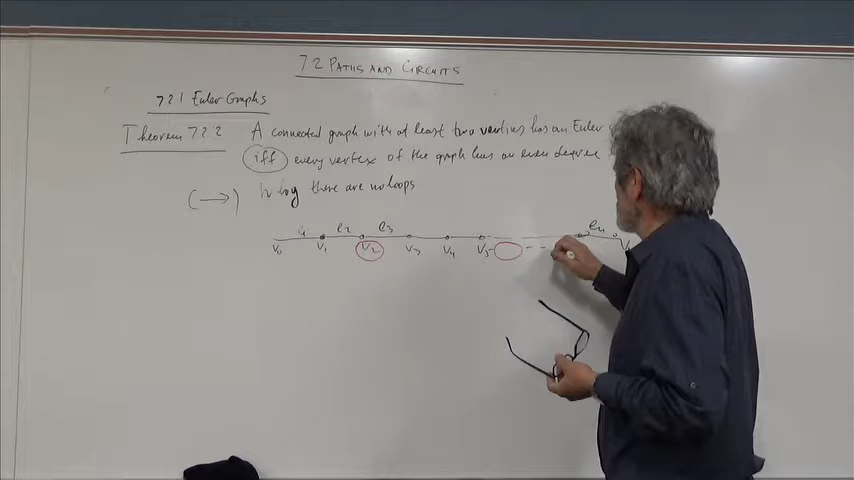 7.2 PATHS AND CIRCUITS
7.2.1 Euler Graphs
Theorem 7.2.2 A connected graph with at least two vertices has an Euler
iff every vertex of the graph has an even degree
(→) wlog there are no loops
e1 e2 e3 en
V0 V1 V2 V3 V4 V5